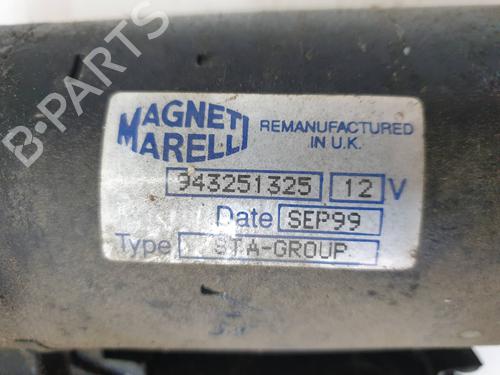 MAGNETI
MARELLI
REMANUFACTURED
IN U.K.
943251325 12 V
Date SEP99
Type STA-GROUP
B-PARTS